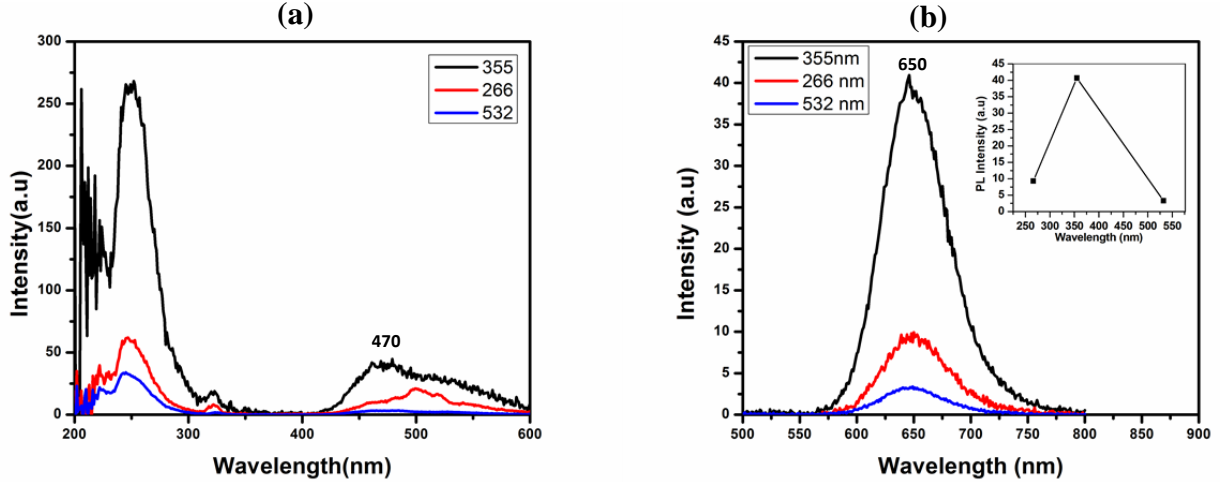 (a)
300
250
200
150
100
50
0
Intensity(a.u)
355
266
532
470
200 300 400 500 600
Wavelength(nm)
(b)
45
40
35
30
25
20
15
10
5
0
Intensity (a.u)
355nm
266 nm
532 nm
650
45
40
35
30
25
20
15
10
5
0
PL Intensity (a.u)
250 300 350 400 450 500 550
Wavelength (nm)
500 550 600 650 700 750 800 850 900
Wavelength (nm)